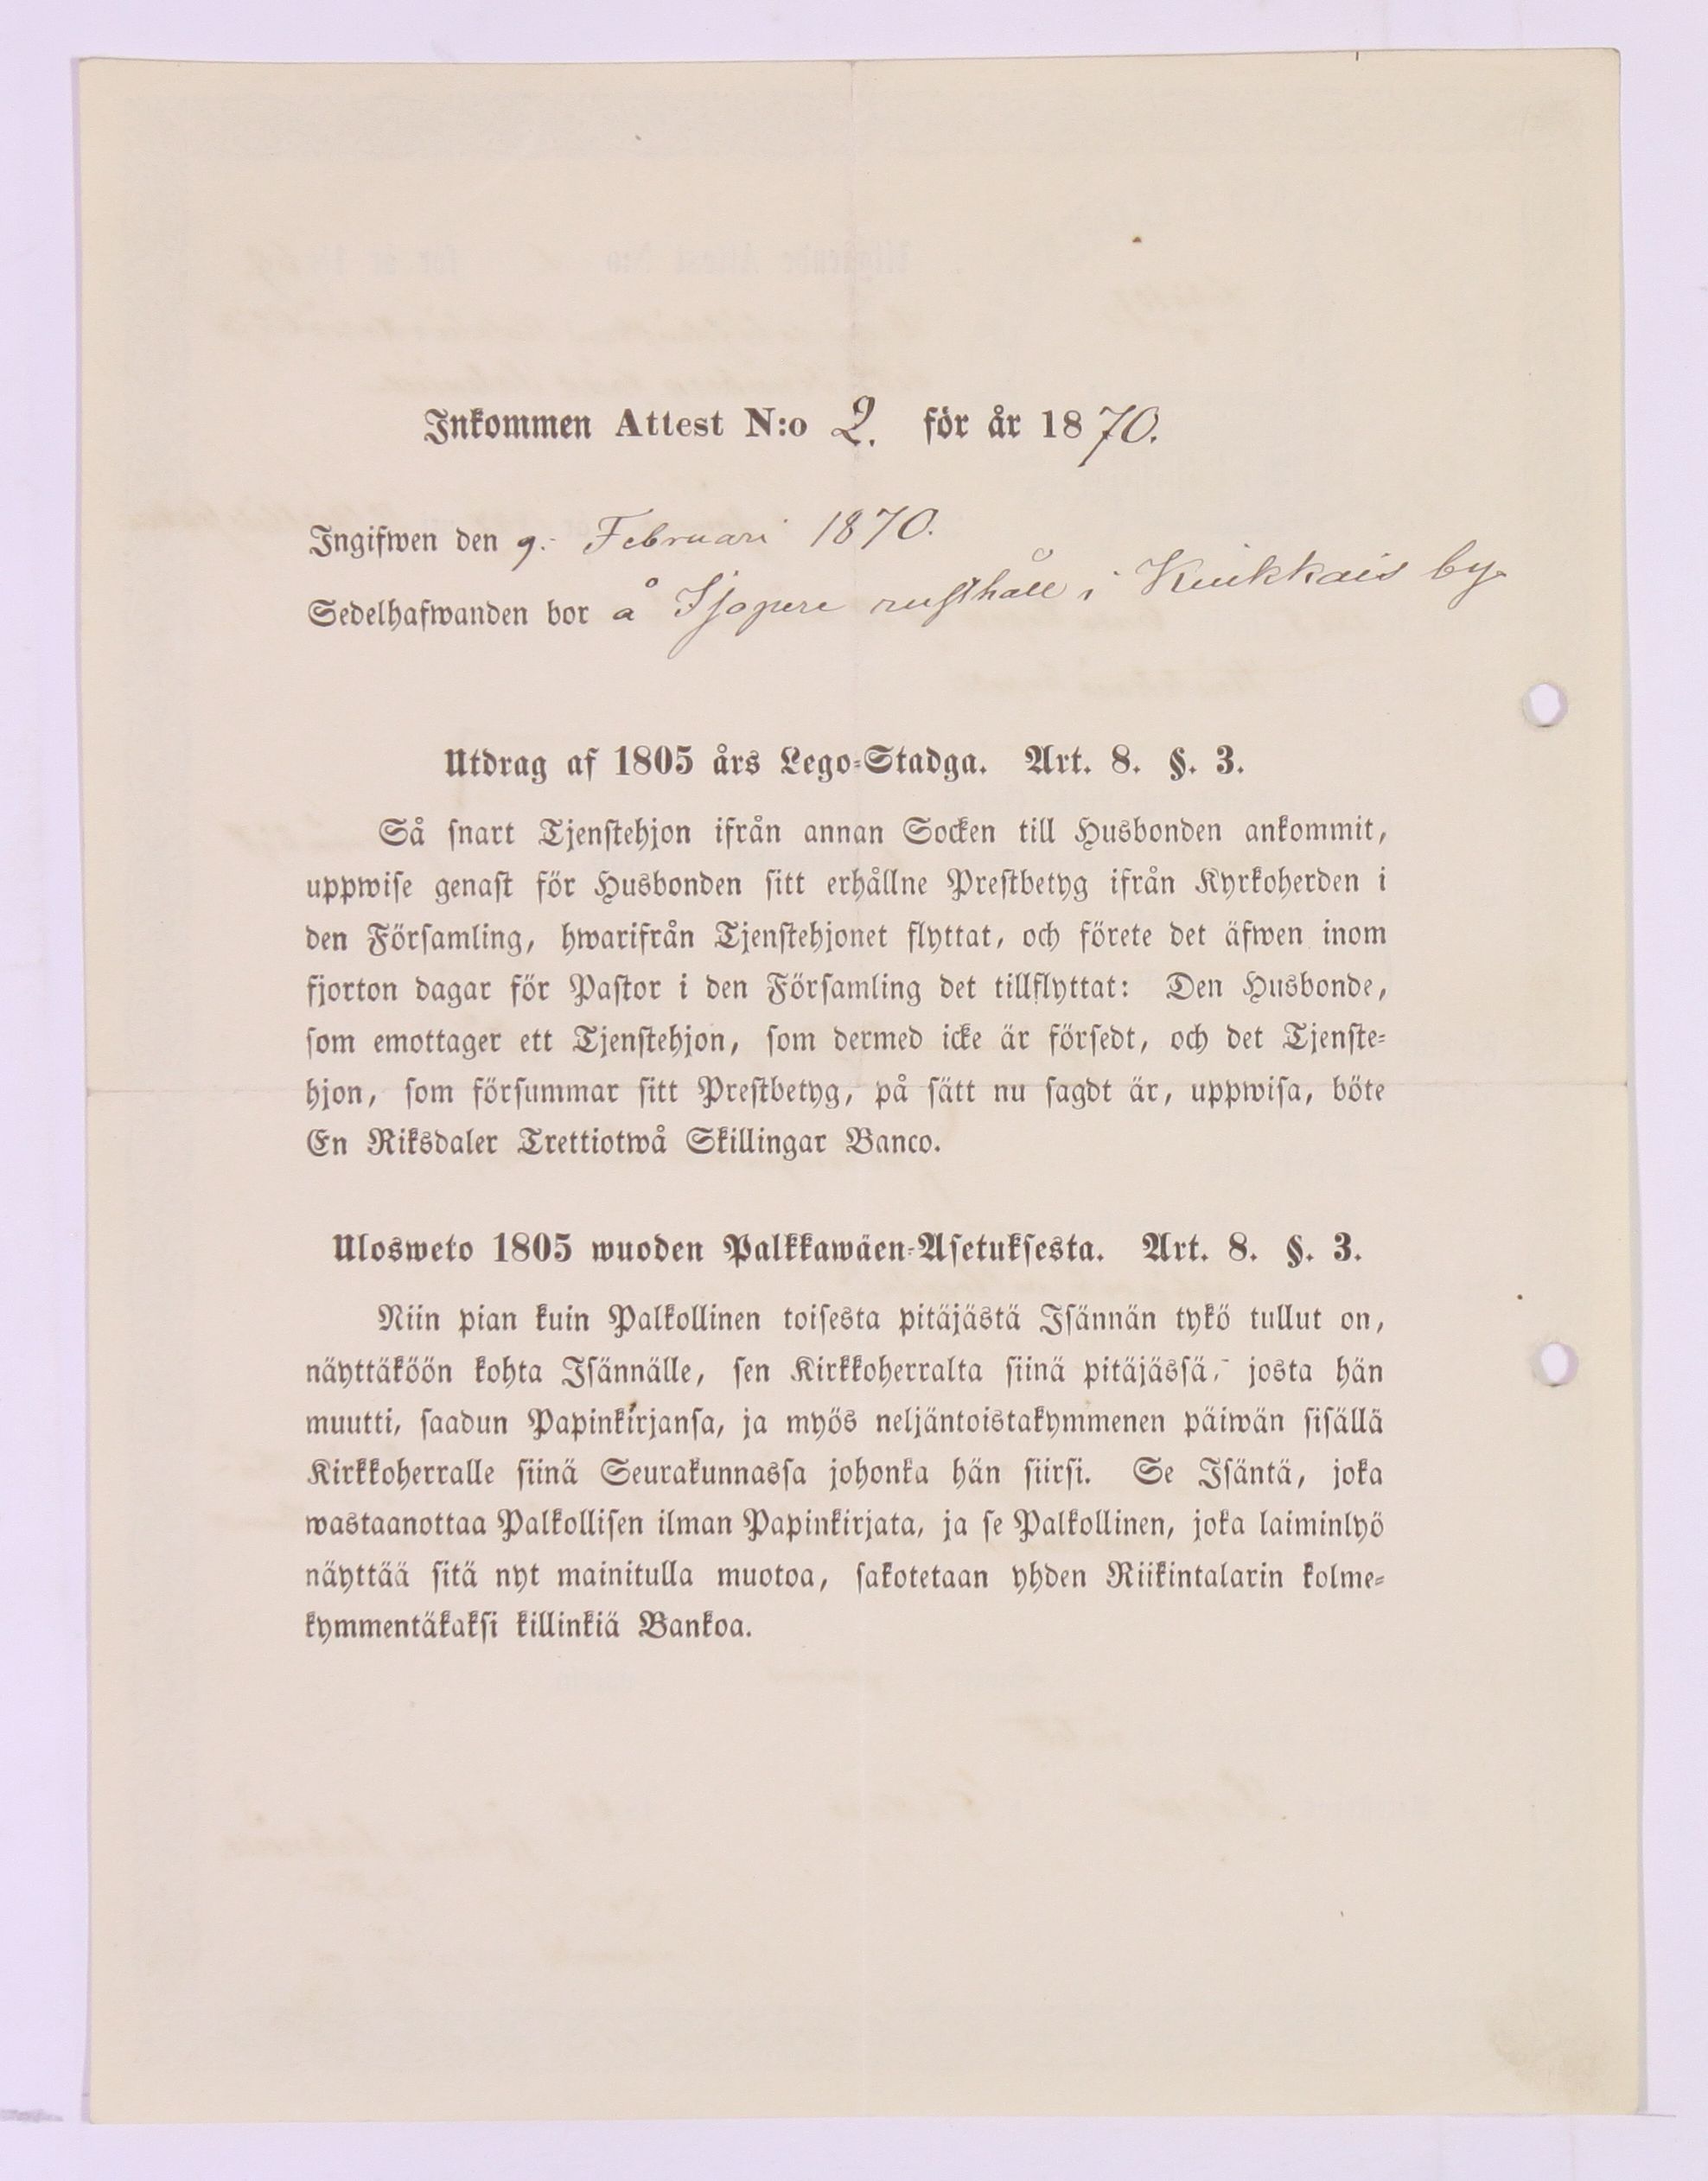 Inkommen Attest N:o 2. för år 1870.
Ingifwen den 9. Februari 1870.
Sedelhafwanden bor å rusthåll i by
Utdrag af 1805 års Lego-Stadga. Art. 8. §. 3.
Så snart Tjenstehjon ifrån annan Socken till Husbonden ankommit,
uppwise genast för Husbonden sitt erhållne Prestbetyg ifrån Kyrkoherden i
den Församling, hwarifrån Tjenstehjonet flyttat, och förete det äfwen inom
fjorton dagar för Pastor i den Församling det tillflyttat: Den Husbonde,
som emottager ett Tjenstehjon, som dermed icke är försedt, och det Tjenste-
hjon, som försummar sitt Prestbetyg, på sätt nu sagdt är, uppwisa, böte
En Riksdaler Trettiotwå Skillingar Banco.
Ulosweto 1805 wuoden Palkkawäen-Asetuksesta. Art. 8. §. 3.
Niin pian kuin Palkollinen toisesta pitäjästä Isännän tykö tullut on,
näyttäköön kohta Isännälle, sen Kirkkoherralta siinä pitäjässä, josta hän
muutti, saadun Papinkirjansa, ja myös neljäntoistakymmenen päiwän sisällä
Kirkkoherralle siinä Seurakunnassa johonka hän siirsi. Se Isäntä, joka
wastaanottaa Palkollisen ilman Papinkirjata, ja se Palkollinen, joka laiminlyö
näyttää sitä nyt mainitulla muotoa, sakotetaan yhden Riikintalarin kolme-
kymmentäkaksi killinkiä Bankoa.